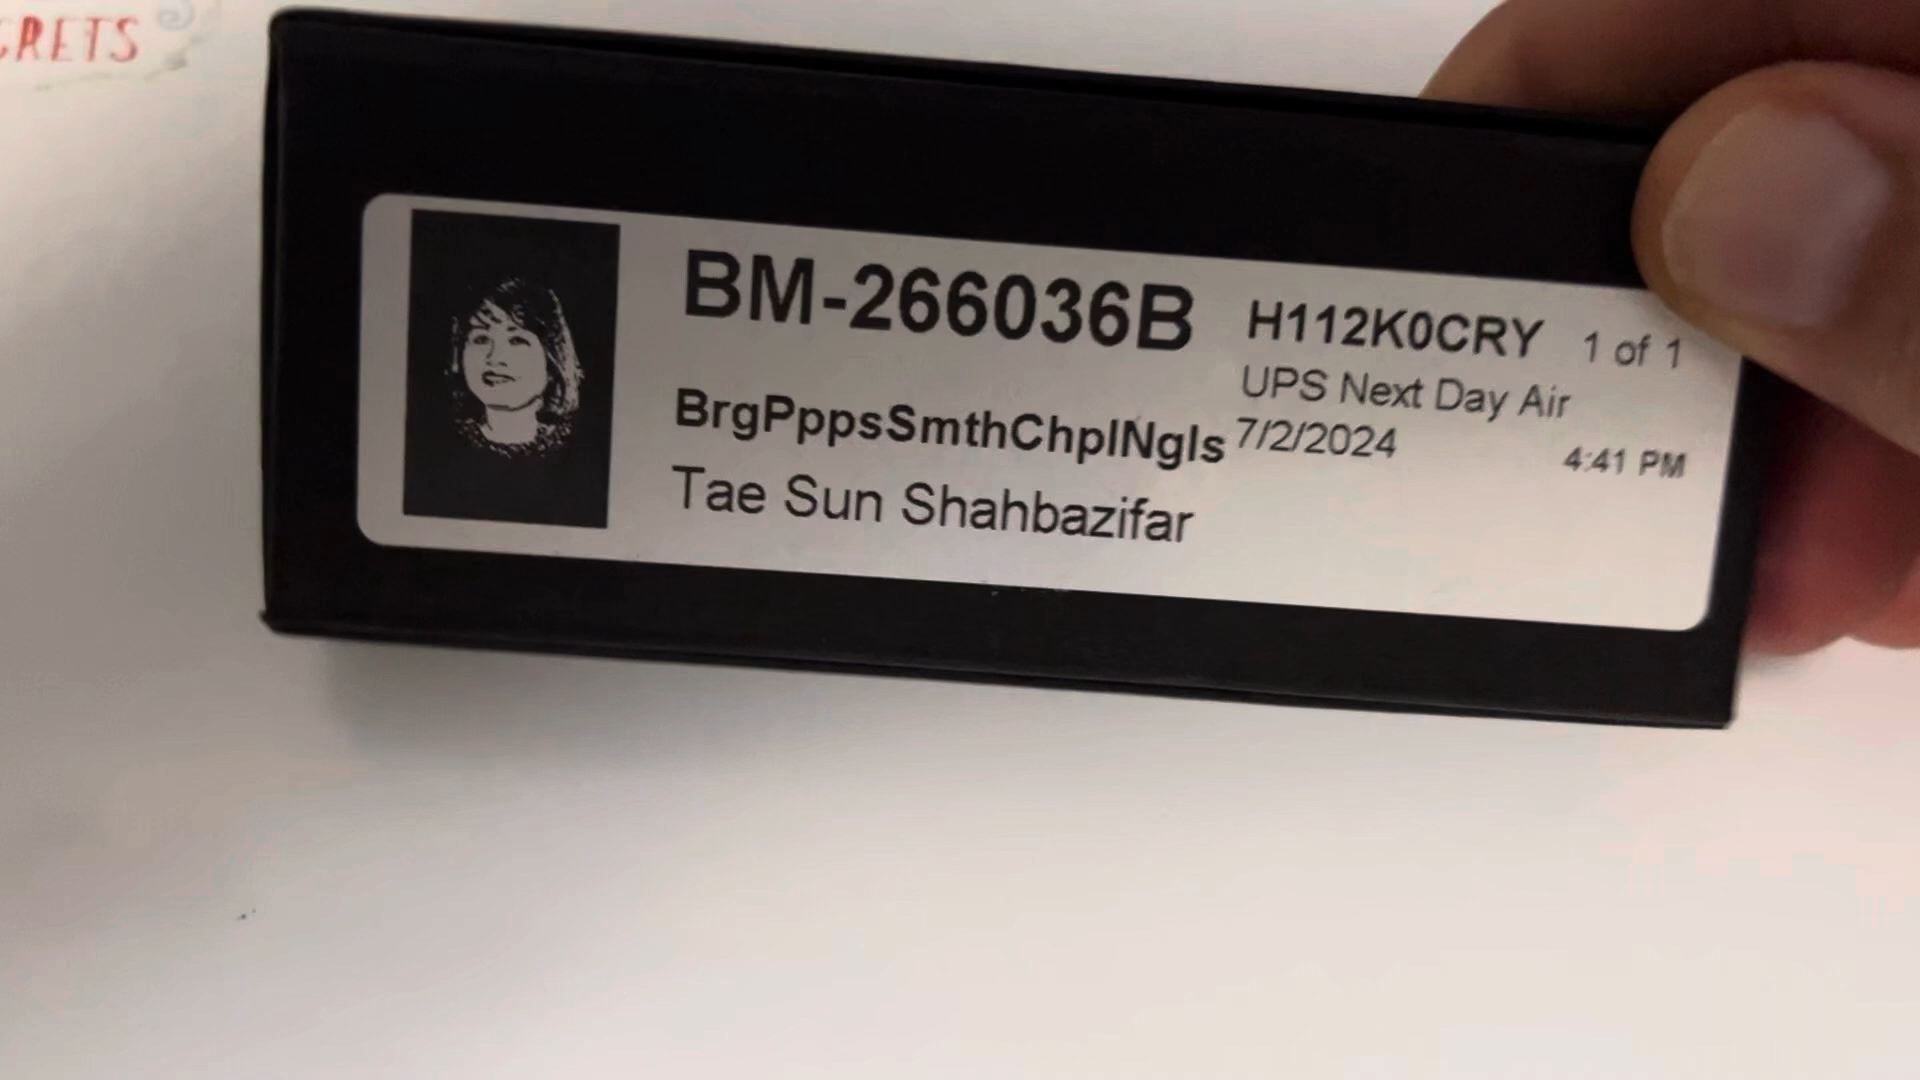 CRETS
BM-266036B
H112K0CRY 1 of 1
UPS Next Day Air
BrgPppsSmthChplNgls
7/2/2024 4:41 PM
Tae Sun Shahbazifar